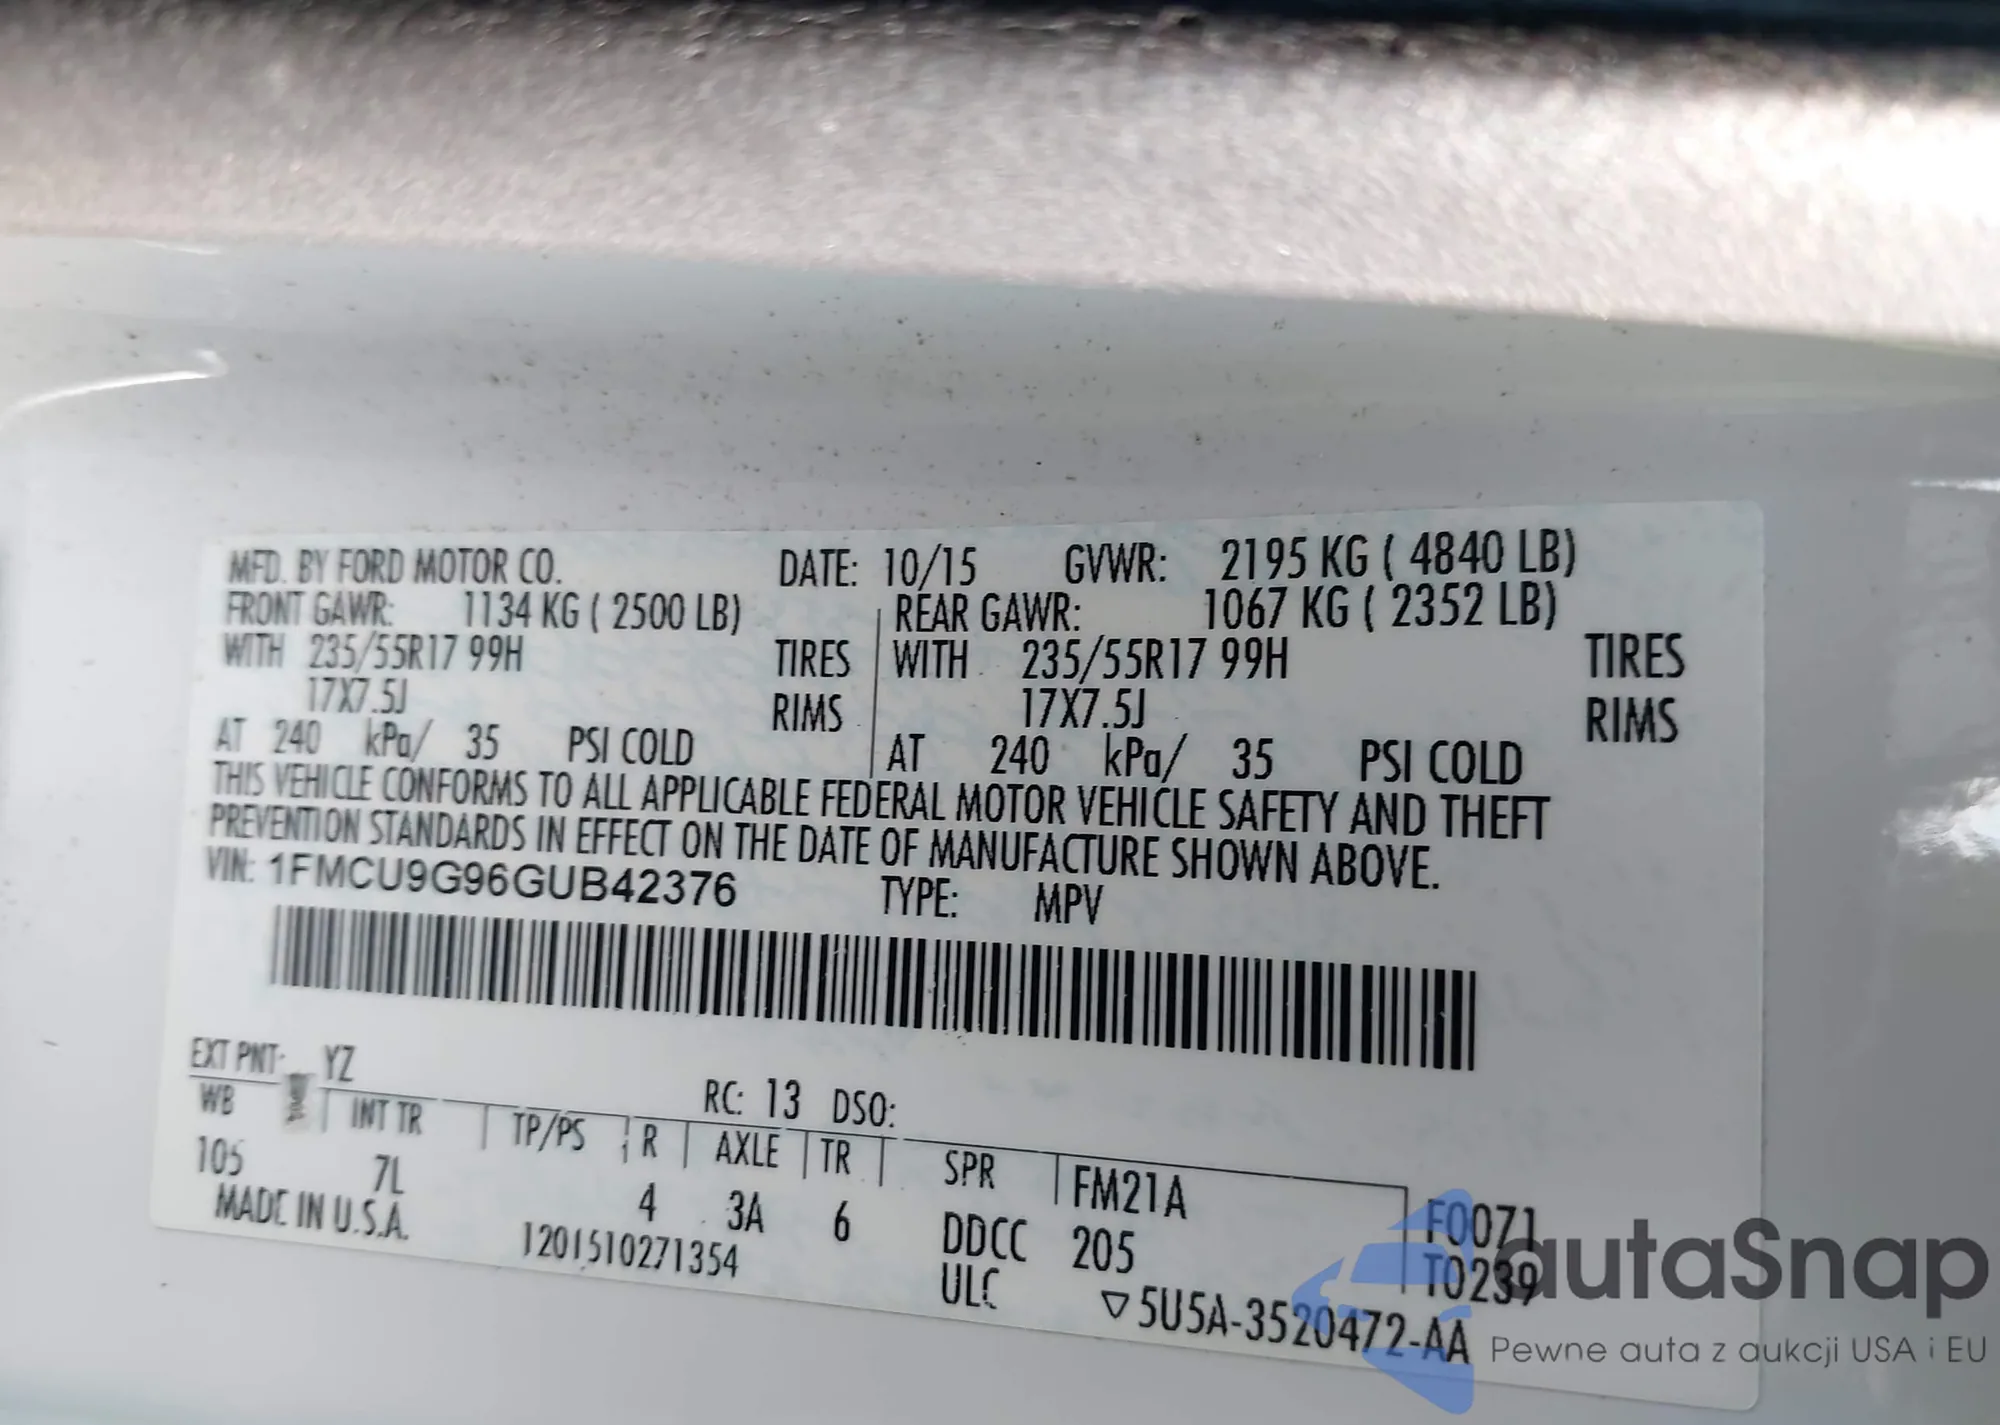 MFD. BY FORD MOTOR CO. DATE: 10/15 GVWR: 2195 KG ( 4840 LB)
FRONT GAWR: 1134 KG ( 2500 LB) REAR GAWR: 1067 KG ( 2352 LB)
WITH 235/55R17 99H TIRES WITH 235/55R17 99H TIRES
17X7.5J RIMS 17X7.5J RIMS
AT 240 kPa/ 35 PSI COLD AT 240 kPa/ 35 PSI COLD
THIS VEHICLE CONFORMS TO ALL APPLICABLE FEDERAL MOTOR VEHICLE SAFETY AND THEFT
PREVENTION STANDARDS IN EFFECT ON THE DATE OF MANUFACTURE SHOWN ABOVE.
VIN: 1FMCU9G96GUB42376 TYPE: MPV
EXT PNT: YZ RC: 13 DSO:
WB INT TR TP/PS R AXLE TR SPR FM21A F0071
105 7L 4 3A 6 DDCC 205 T0239
MADE IN U.S.A. 1201510271354 ULC ▽5U5A-3520472-AA
autaSnap
Pewne auta z aukcji USA i EU